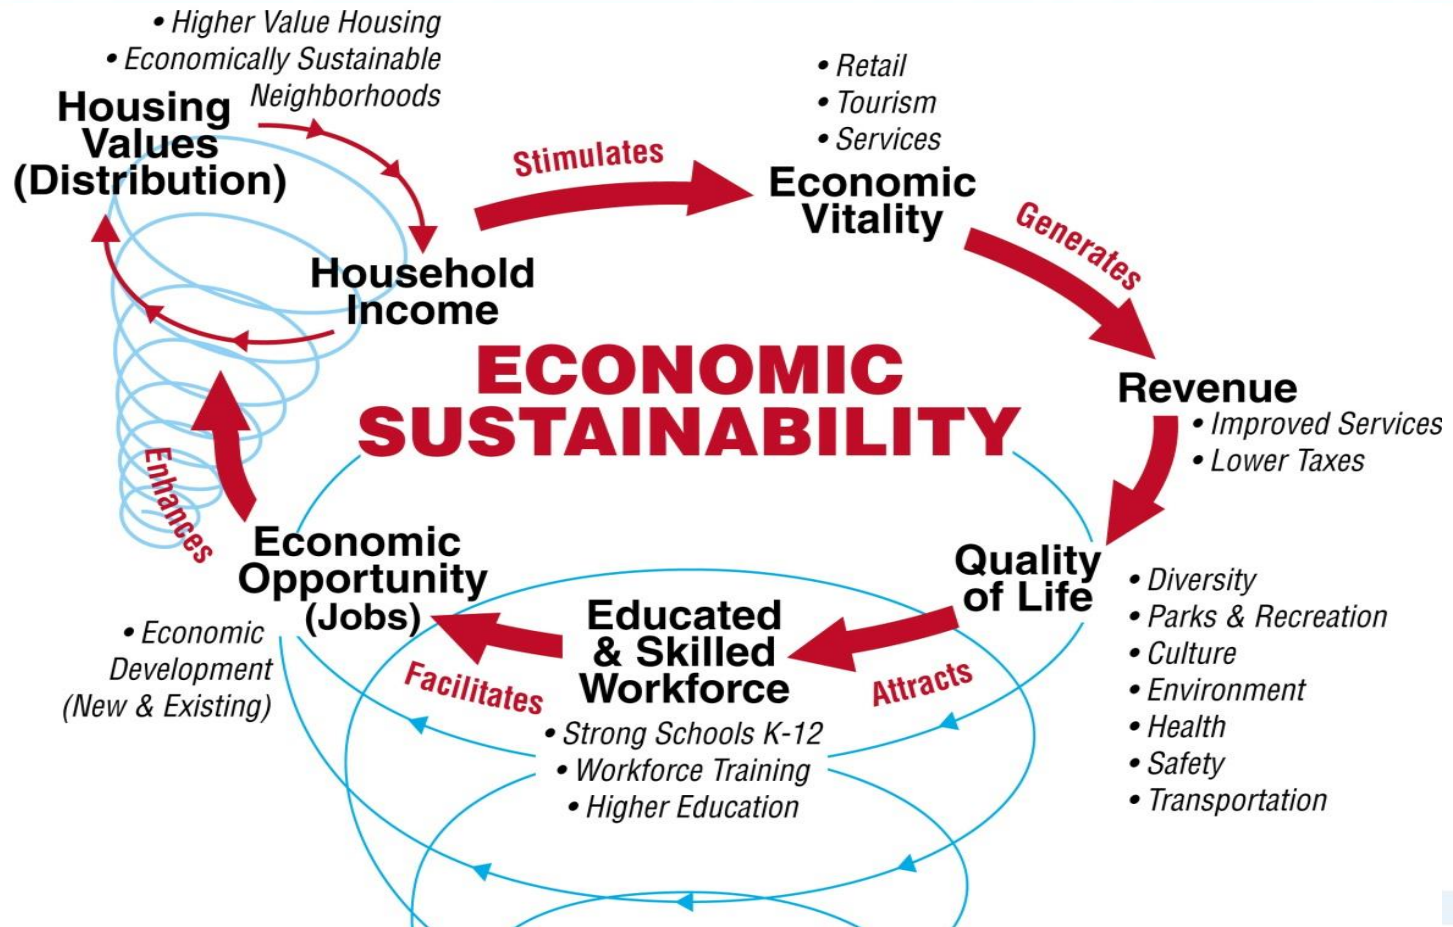 • Higher Value Housing
• Economically Sustainable
Neighborhoods
Housing
Values
(Distribution)
Household
Income
Stimulates
• Retail
• Tourism
• Services
Economic
Vitality
Generates
Revenue
• Improved Services
• Lower Taxes
ECONOMIC
SUSTAINABILITY
Quality
of Life
• Diversity
• Parks & Recreation
• Culture
• Environment
• Health
• Safety
• Transportation
Attracts
Educated
& Skilled
Workforce
• Strong Schools K-12
• Workforce Training
• Higher Education
Facilitates
Economic
Opportunity
(Jobs)
• Economic
Development
(New & Existing)
Enhances